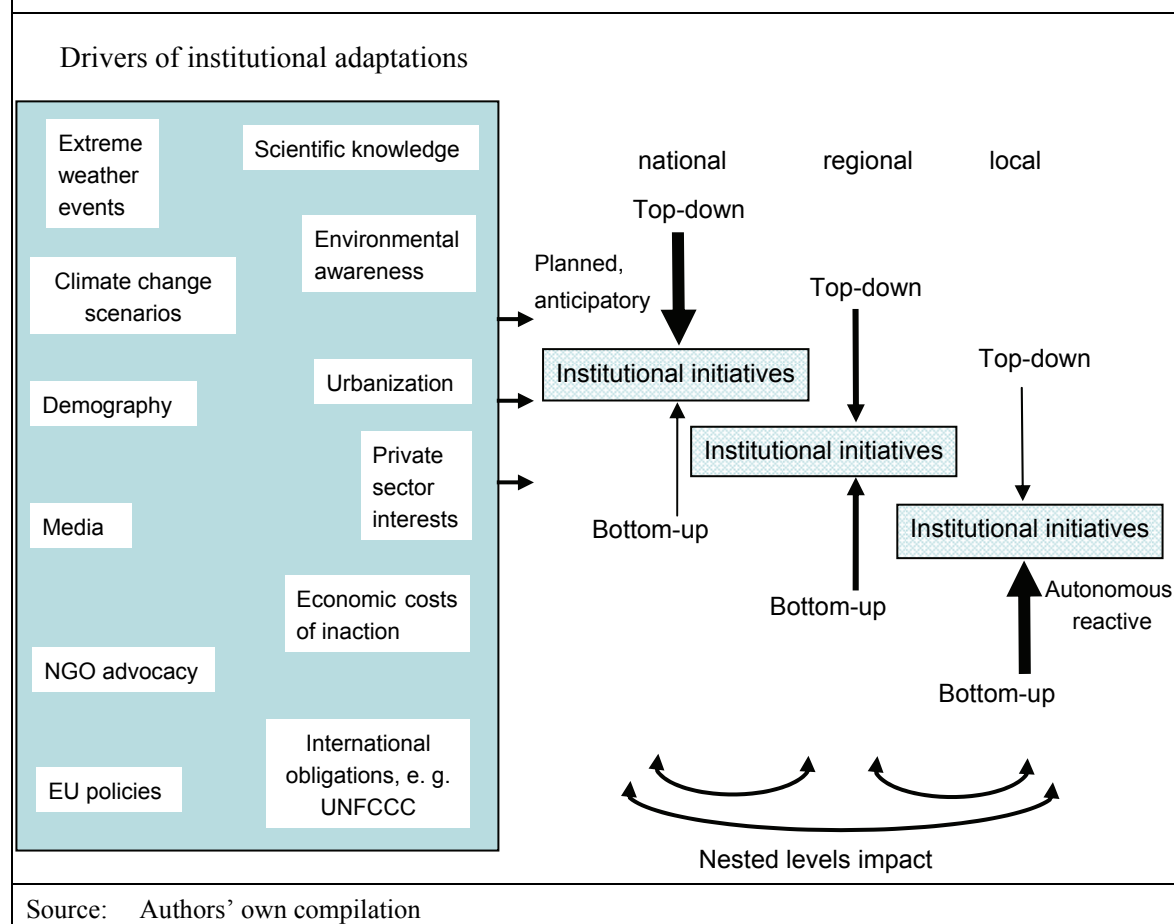 Drivers of institutional adaptations
Extreme
weather
events
Scientific knowledge
Environmental
awareness
Climate change
scenarios
Urbanization
Demography
Private
sector
interests
Media
Economic costs
of inaction
NGO advocacy
International
obligations, e. g.
UNFCCC
EU policies
national
regional
local
Top-down
Planned,
anticipatory
Top-down
Top-down
Institutional initiatives
Institutional initiatives
Institutional initiatives
Bottom-up
Bottom-up
Autonomous
reactive
Bottom-up
Nested levels impact
Source: Authors’ own compilation